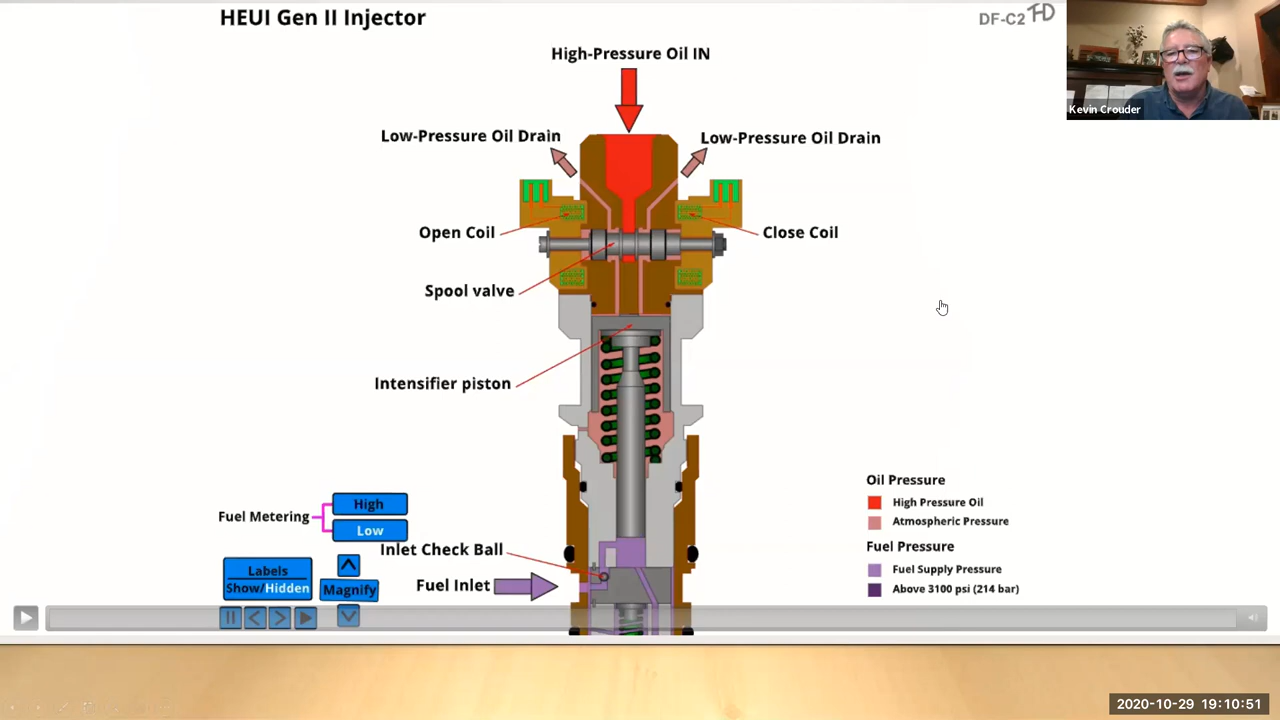 HEUI Gen II Injector
DF-C2 FD
High-Pressure Oil IN
Kevin Crouder
Low-Pressure Oil Drain
Low-Pressure Oil Drain
Open Coil
Close Coil
Spool valve
Intensifier piston
Oil Pressure
High Pressure Oil
Atmospheric Pressure
Fuel Pressure
Fuel Supply Pressure
Above 3100 psi (214 bar)
Fuel Metering
High
Low
Inlet Check Ball
Fuel Inlet
Labels
Show/Hidden
Magnify
2020-10-29 19:10:51